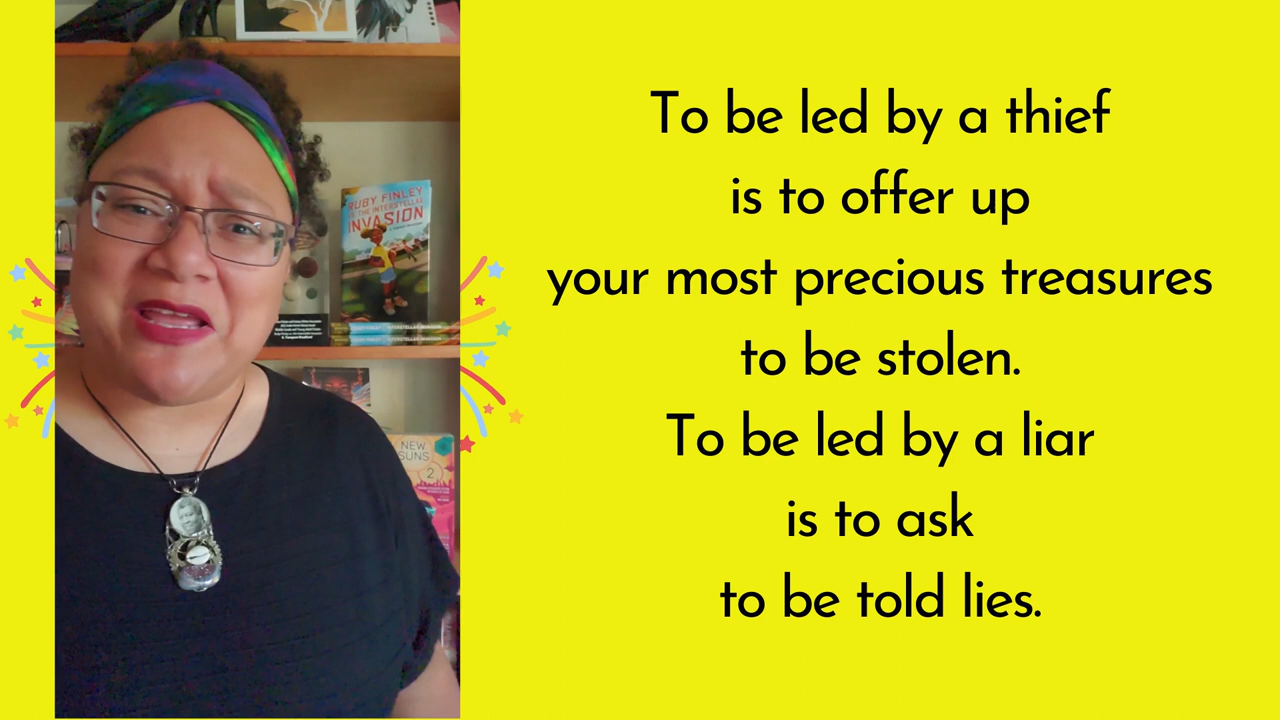 To be led by a thief
is to offer up
your most precious treasures
to be stolen.
To be led by a liar
is to ask
to be told lies.
RUBY FINLEY
INVASION
NEW
SUNS
2